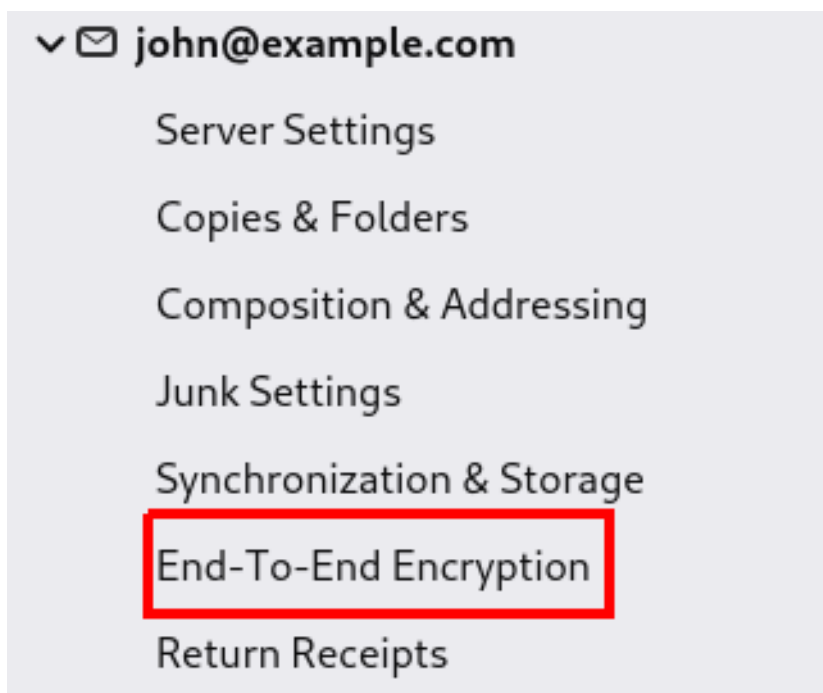 john@example.com
Server Settings
Copies & Folders
Composition & Addressing
Junk Settings
Synchronization & Storage
End-To-End Encryption
Return Receipts